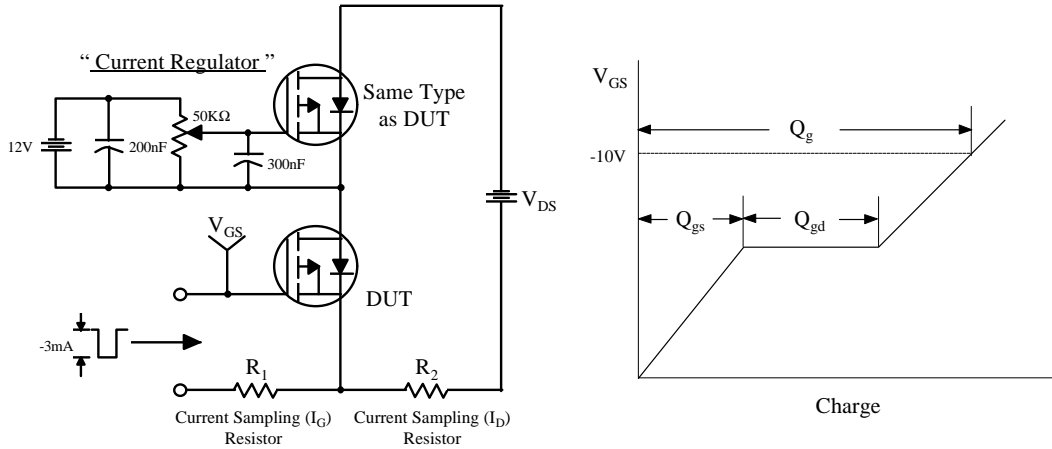 “ Current Regulator ”
12V
200nF
50KΩ
300nF
Same Type
as DUT
V_DS
V_GS
DUT
-3mA
R_1
R_2
Current Sampling (I_G)
Resistor
Current Sampling (I_D)
Resistor
V_GS
-10V
Q_g
Q_gs
Q_gd
Charge